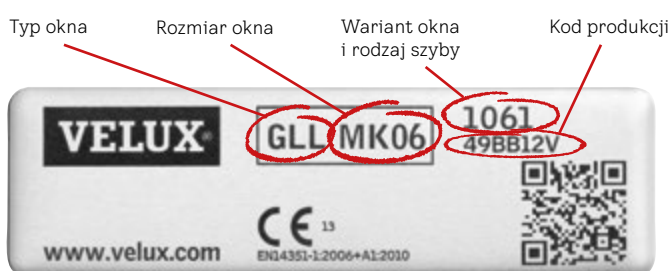 Typ okna
Rozmiar okna
Wariant okna
i rodzaj szyby
Kod produkcji
VELUX®
GLL MK06
1061
49BB12V
CE 13
www.velux.com
EN14351-1:2006+A1:2010